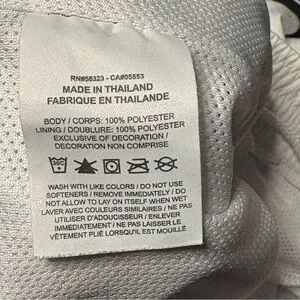 RN#56323 - CA#05553
MADE IN THAILAND
FABRIQUE EN THAILANDE
BODY / CORPS: 100% POLYESTER
LINING / DOUBLURE: 100% POLYESTER
EXCLUSIVE OF DECORATION /
DECORATION NON COMPRISE
WASH WITH LIKE COLORS / DO NOT USE
SOFTENERS / REMOVE IMMEDIATELY / DO
NOT ALLOW TO LAY ON ITSELF WHEN WET
LAVER AVEC COULEURS SIMILAIRES / NE PAS
UTILISER D'ADOUCISSEUR / ENLEVER
IMMEDIATEMENT / NE PAS LAISSER LE
VÊTEMENT PLIÉ LORSQU'IL EST MOUILLÉ